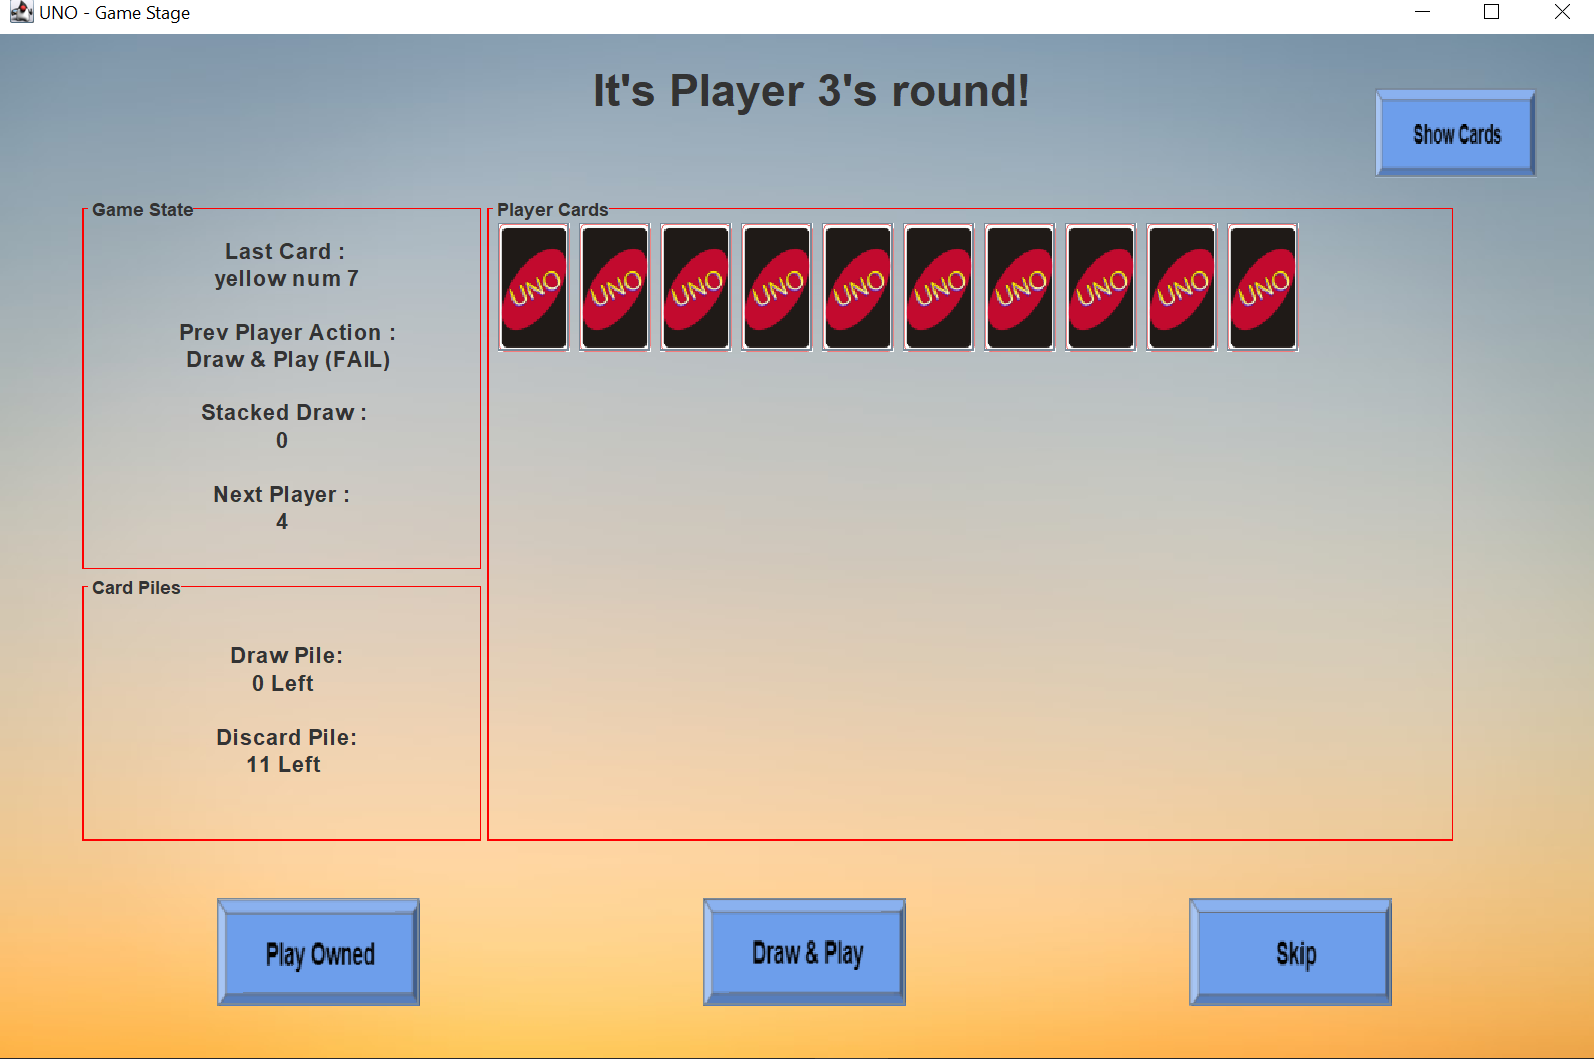 UNO - Game Stage
It's Player 3's round!
Show Cards
Game State
Last Card :
yellow num 7
Prev Player Action :
Draw & Play (FAIL)
Stacked Draw :
0
Next Player :
4
Player Cards
UNO UNO UNO UNO UNO UNO UNO UNO UNO UNO
Card Piles
Draw Pile:
0 Left
Discard Pile:
11 Left
Play Owned
Draw & Play
Skip